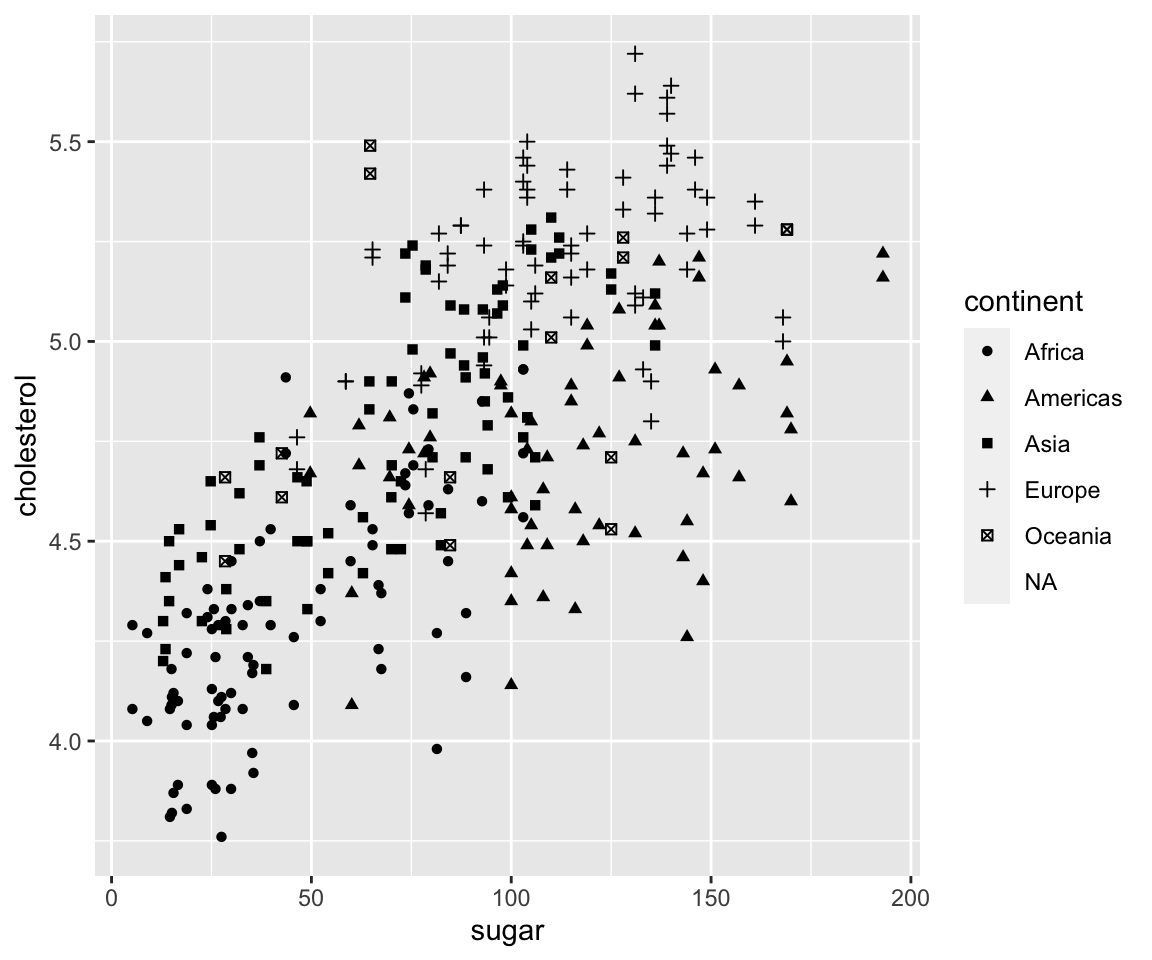 5.5
5.0
4.5
4.0
cholesterol
0 50 100 150 200
sugar
continent
Africa
Americas
Asia
Europe
Oceania
NA